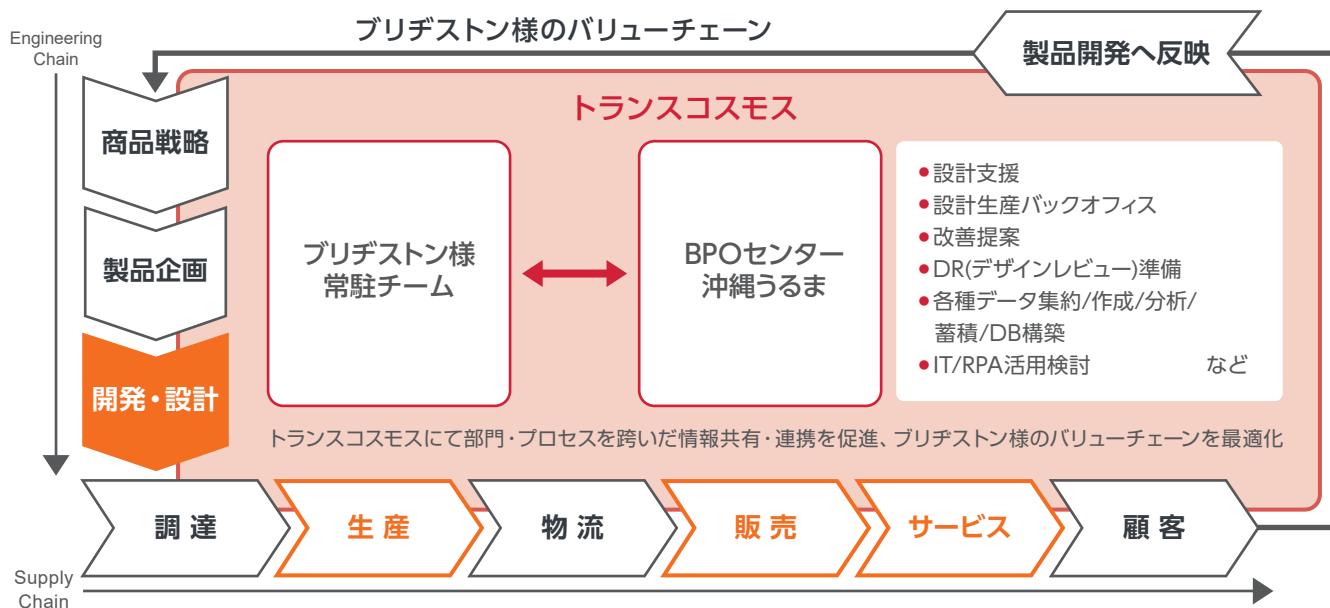 Engineering
Chain
ブリヂストン様のバリューチェーン
製品開発へ反映
トランスコスモス
商品戦略
製品企画
開発・設計
ブリヂストン様
常駐チーム
BPOセンター
沖縄うるま
●設計支援
●設計生産バックオフィス
●改善提案
●DR(デザインレビュー)準備
●各種データ集約/作成/分析/
蓄積/DB構築
●IT/RPA活用検討 など
トランスコスモスにて部門・プロセスを跨いだ情報共有・連携を促進、ブリヂストン様のバリューチェーンを最適化
調達
生産
物流
販売
サービス
顧客
Supply
Chain